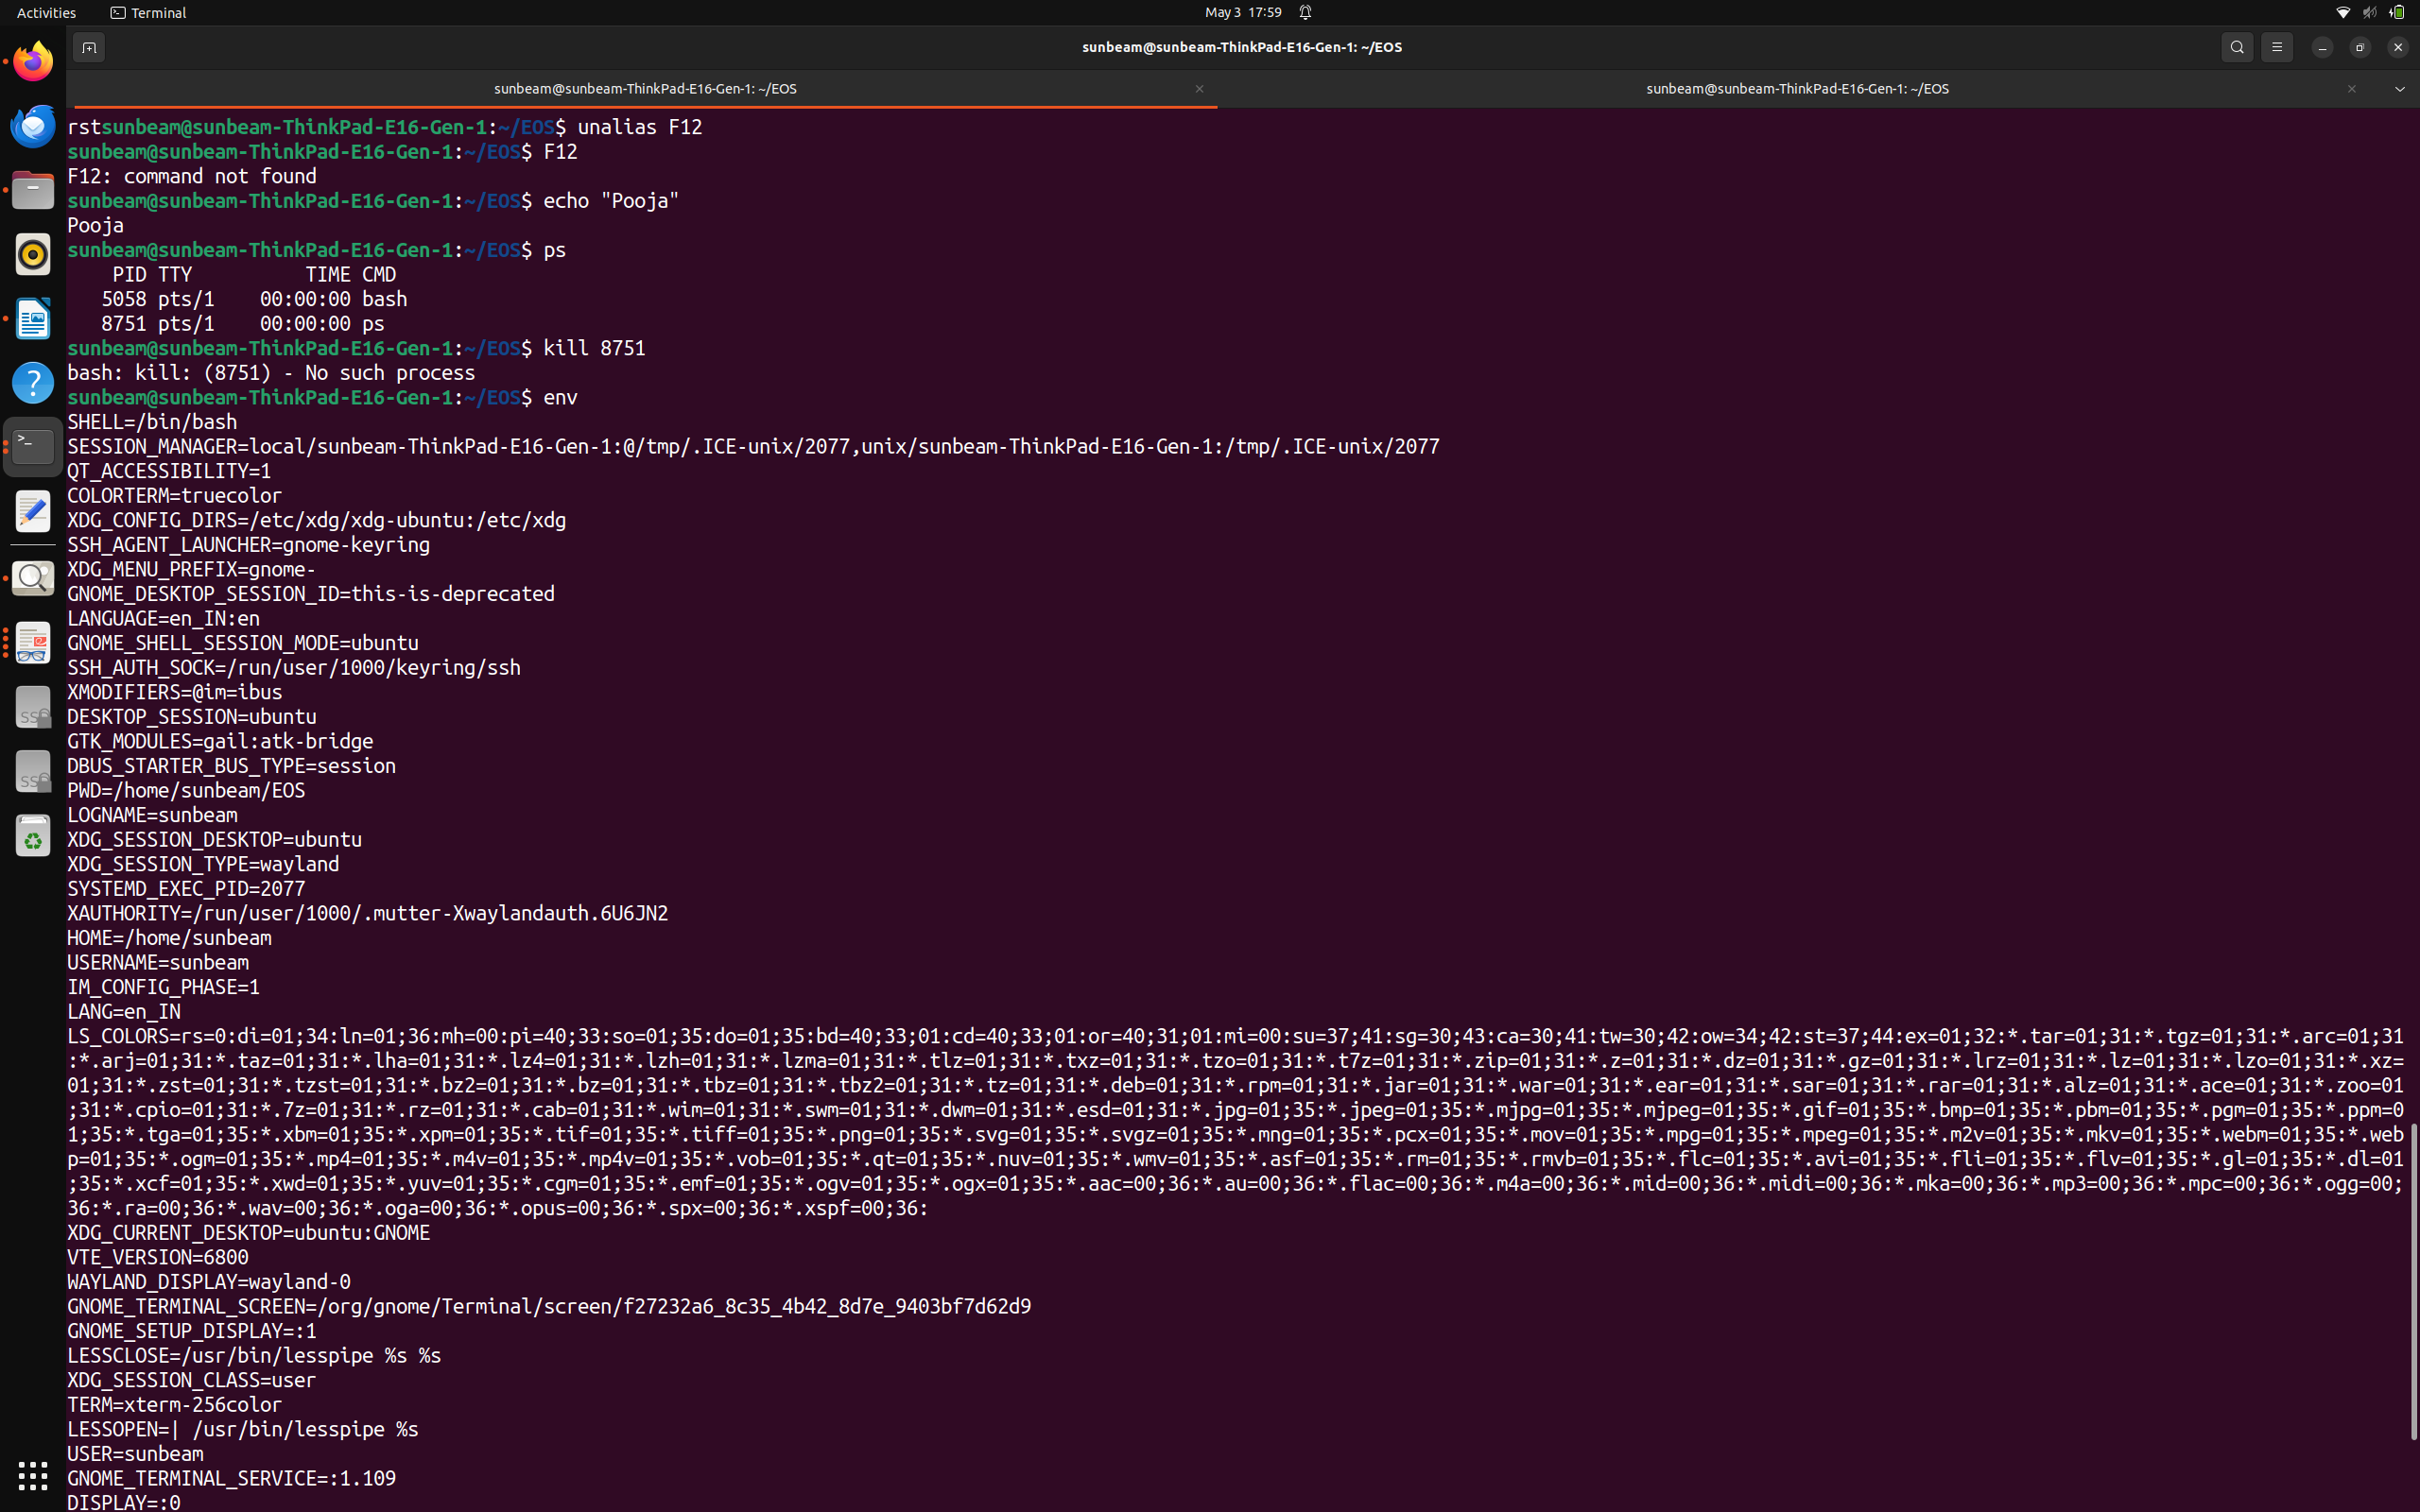 Activities
Terminal
May 3 17:59
sunbeam@sunbeam-ThinkPad-E16-Gen-1: ~/EOS
sunbeam@sunbeam-ThinkPad-E16-Gen-1: ~/EOS
sunbeam@sunbeam-ThinkPad-E16-Gen-1: ~/EOS
rstsunbeam@sunbeam-ThinkPad-E16-Gen-1:~/EOS$ unalias F12
sunbeam@sunbeam-ThinkPad-E16-Gen-1:~/EOS$ F12
F12: command not found
sunbeam@sunbeam-ThinkPad-E16-Gen-1:~/EOS$ echo "Pooja"
Pooja
sunbeam@sunbeam-ThinkPad-E16-Gen-1:~/EOS$ ps
    PID TTY          TIME CMD
   5058 pts/1    00:00:00 bash
   8751 pts/1    00:00:00 ps
sunbeam@sunbeam-ThinkPad-E16-Gen-1:~/EOS$ kill 8751
bash: kill: (8751) - No such process
sunbeam@sunbeam-ThinkPad-E16-Gen-1:~/EOS$ env
SHELL=/bin/bash
SESSION_MANAGER=local/sunbeam-ThinkPad-E16-Gen-1:@/tmp/.ICE-unix/2077,unix/sunbeam-ThinkPad-E16-Gen-1:/tmp/.ICE-unix/2077
QT_ACCESSIBILITY=1
COLORTERM=truecolor
XDG_CONFIG_DIRS=/etc/xdg/xdg-ubuntu:/etc/xdg
SSH_AGENT_LAUNCHER=gnome-keyring
XDG_MENU_PREFIX=gnome-
GNOME_DESKTOP_SESSION_ID=this-is-deprecated
LANGUAGE=en_IN:en
GNOME_SHELL_SESSION_MODE=ubuntu
SSH_AUTH_SOCK=/run/user/1000/keyring/ssh
XMODIFIERS=@im=ibus
DESKTOP_SESSION=ubuntu
GTK_MODULES=gail:atk-bridge
DBUS_STARTER_BUS_TYPE=session
PWD=/home/sunbeam/EOS
LOGNAME=sunbeam
XDG_SESSION_DESKTOP=ubuntu
XDG_SESSION_TYPE=wayland
SYSTEMD_EXEC_PID=2077
XAUTHORITY=/run/user/1000/.mutter-Xwaylandauth.6U6JN2
HOME=/home/sunbeam
USERNAME=sunbeam
IM_CONFIG_PHASE=1
LANG=en_IN
LS_COLORS=rs=0:di=01;34:ln=01;36:mh=00:pi=40;33:so=01;35:do=01;35:bd=40;33;01:cd=40;33;01:or=40;31;01:mi=00:su=37;41:sg=30;43:ca=30;41:tw=30;42:ow=34;42:st=37;44:ex=01;32:*.tar=01;31:*.tgz=01;31:*.arc=01;31
:*.arj=01;31:*.taz=01;31:*.lha=01;31:*.lz4=01;31:*.lzh=01;31:*.lzma=01;31:*.tlz=01;31:*.txz=01;31:*.tzo=01;31:*.t7z=01;31:*.zip=01;31:*.z=01;31:*.dz=01;31:*.gz=01;31:*.lrz=01;31:*.lz=01;31:*.lzo=01;31:*.xz=
01;31:*.zst=01;31:*.tzst=01;31:*.bz2=01;31:*.bz=01;31:*.tbz=01;31:*.tbz2=01;31:*.tz=01;31:*.deb=01;31:*.rpm=01;31:*.jar=01;31:*.war=01;31:*.ear=01;31:*.sar=01;31:*.rar=01;31:*.alz=01;31:*.ace=01;31:*.zoo=01
;31:*.cpio=01;31:*.7z=01;31:*.rz=01;31:*.cab=01;31:*.wim=01;31:*.swm=01;31:*.dwm=01;31:*.esd=01;31:*.jpg=01;35:*.jpeg=01;35:*.mjpg=01;35:*.mjpeg=01;35:*.gif=01;35:*.bmp=01;35:*.pbm=01;35:*.pgm=01;35:*.ppm=0
1;35:*.tga=01;35:*.xbm=01;35:*.xpm=01;35:*.tif=01;35:*.tiff=01;35:*.png=01;35:*.svg=01;35:*.svgz=01;35:*.mng=01;35:*.pcx=01;35:*.mov=01;35:*.mpg=01;35:*.mpeg=01;35:*.m2v=01;35:*.mkv=01;35:*.webm=01;35:*.web
p=01;35:*.ogm=01;35:*.mp4=01;35:*.m4v=01;35:*.mp4v=01;35:*.vob=01;35:*.qt=01;35:*.nuv=01;35:*.wmv=01;35:*.asf=01;35:*.rm=01;35:*.rmvb=01;35:*.flc=01;35:*.avi=01;35:*.fli=01;35:*.flv=01;35:*.gl=01;35:*.dl=01
;35:*.xcf=01;35:*.xwd=01;35:*.yuv=01;35:*.cgm=01;35:*.emf=01;35:*.ogv=01;35:*.ogx=01;35:*.aac=00;36:*.au=00;36:*.flac=00;36:*.m4a=00;36:*.mid=00;36:*.midi=00;36:*.mka=00;36:*.mp3=00;36:*.mpc=00;36:*.ogg=00;
36:*.ra=00;36:*.wav=00;36:*.oga=00;36:*.opus=00;36:*.spx=00;36:*.xspf=00;36:
XDG_CURRENT_DESKTOP=ubuntu:GNOME
VTE_VERSION=6800
WAYLAND_DISPLAY=wayland-0
GNOME_TERMINAL_SCREEN=/org/gnome/Terminal/screen/f27232a6_8c35_4b42_8d7e_9403bf7d62d9
GNOME_SETUP_DISPLAY=:1
LESSCLOSE=/usr/bin/lesspipe %s %s
XDG_SESSION_CLASS=user
TERM=xterm-256color
LESSOPEN=| /usr/bin/lesspipe %s
USER=sunbeam
GNOME_TERMINAL_SERVICE=:1.109
DISPLAY=:0